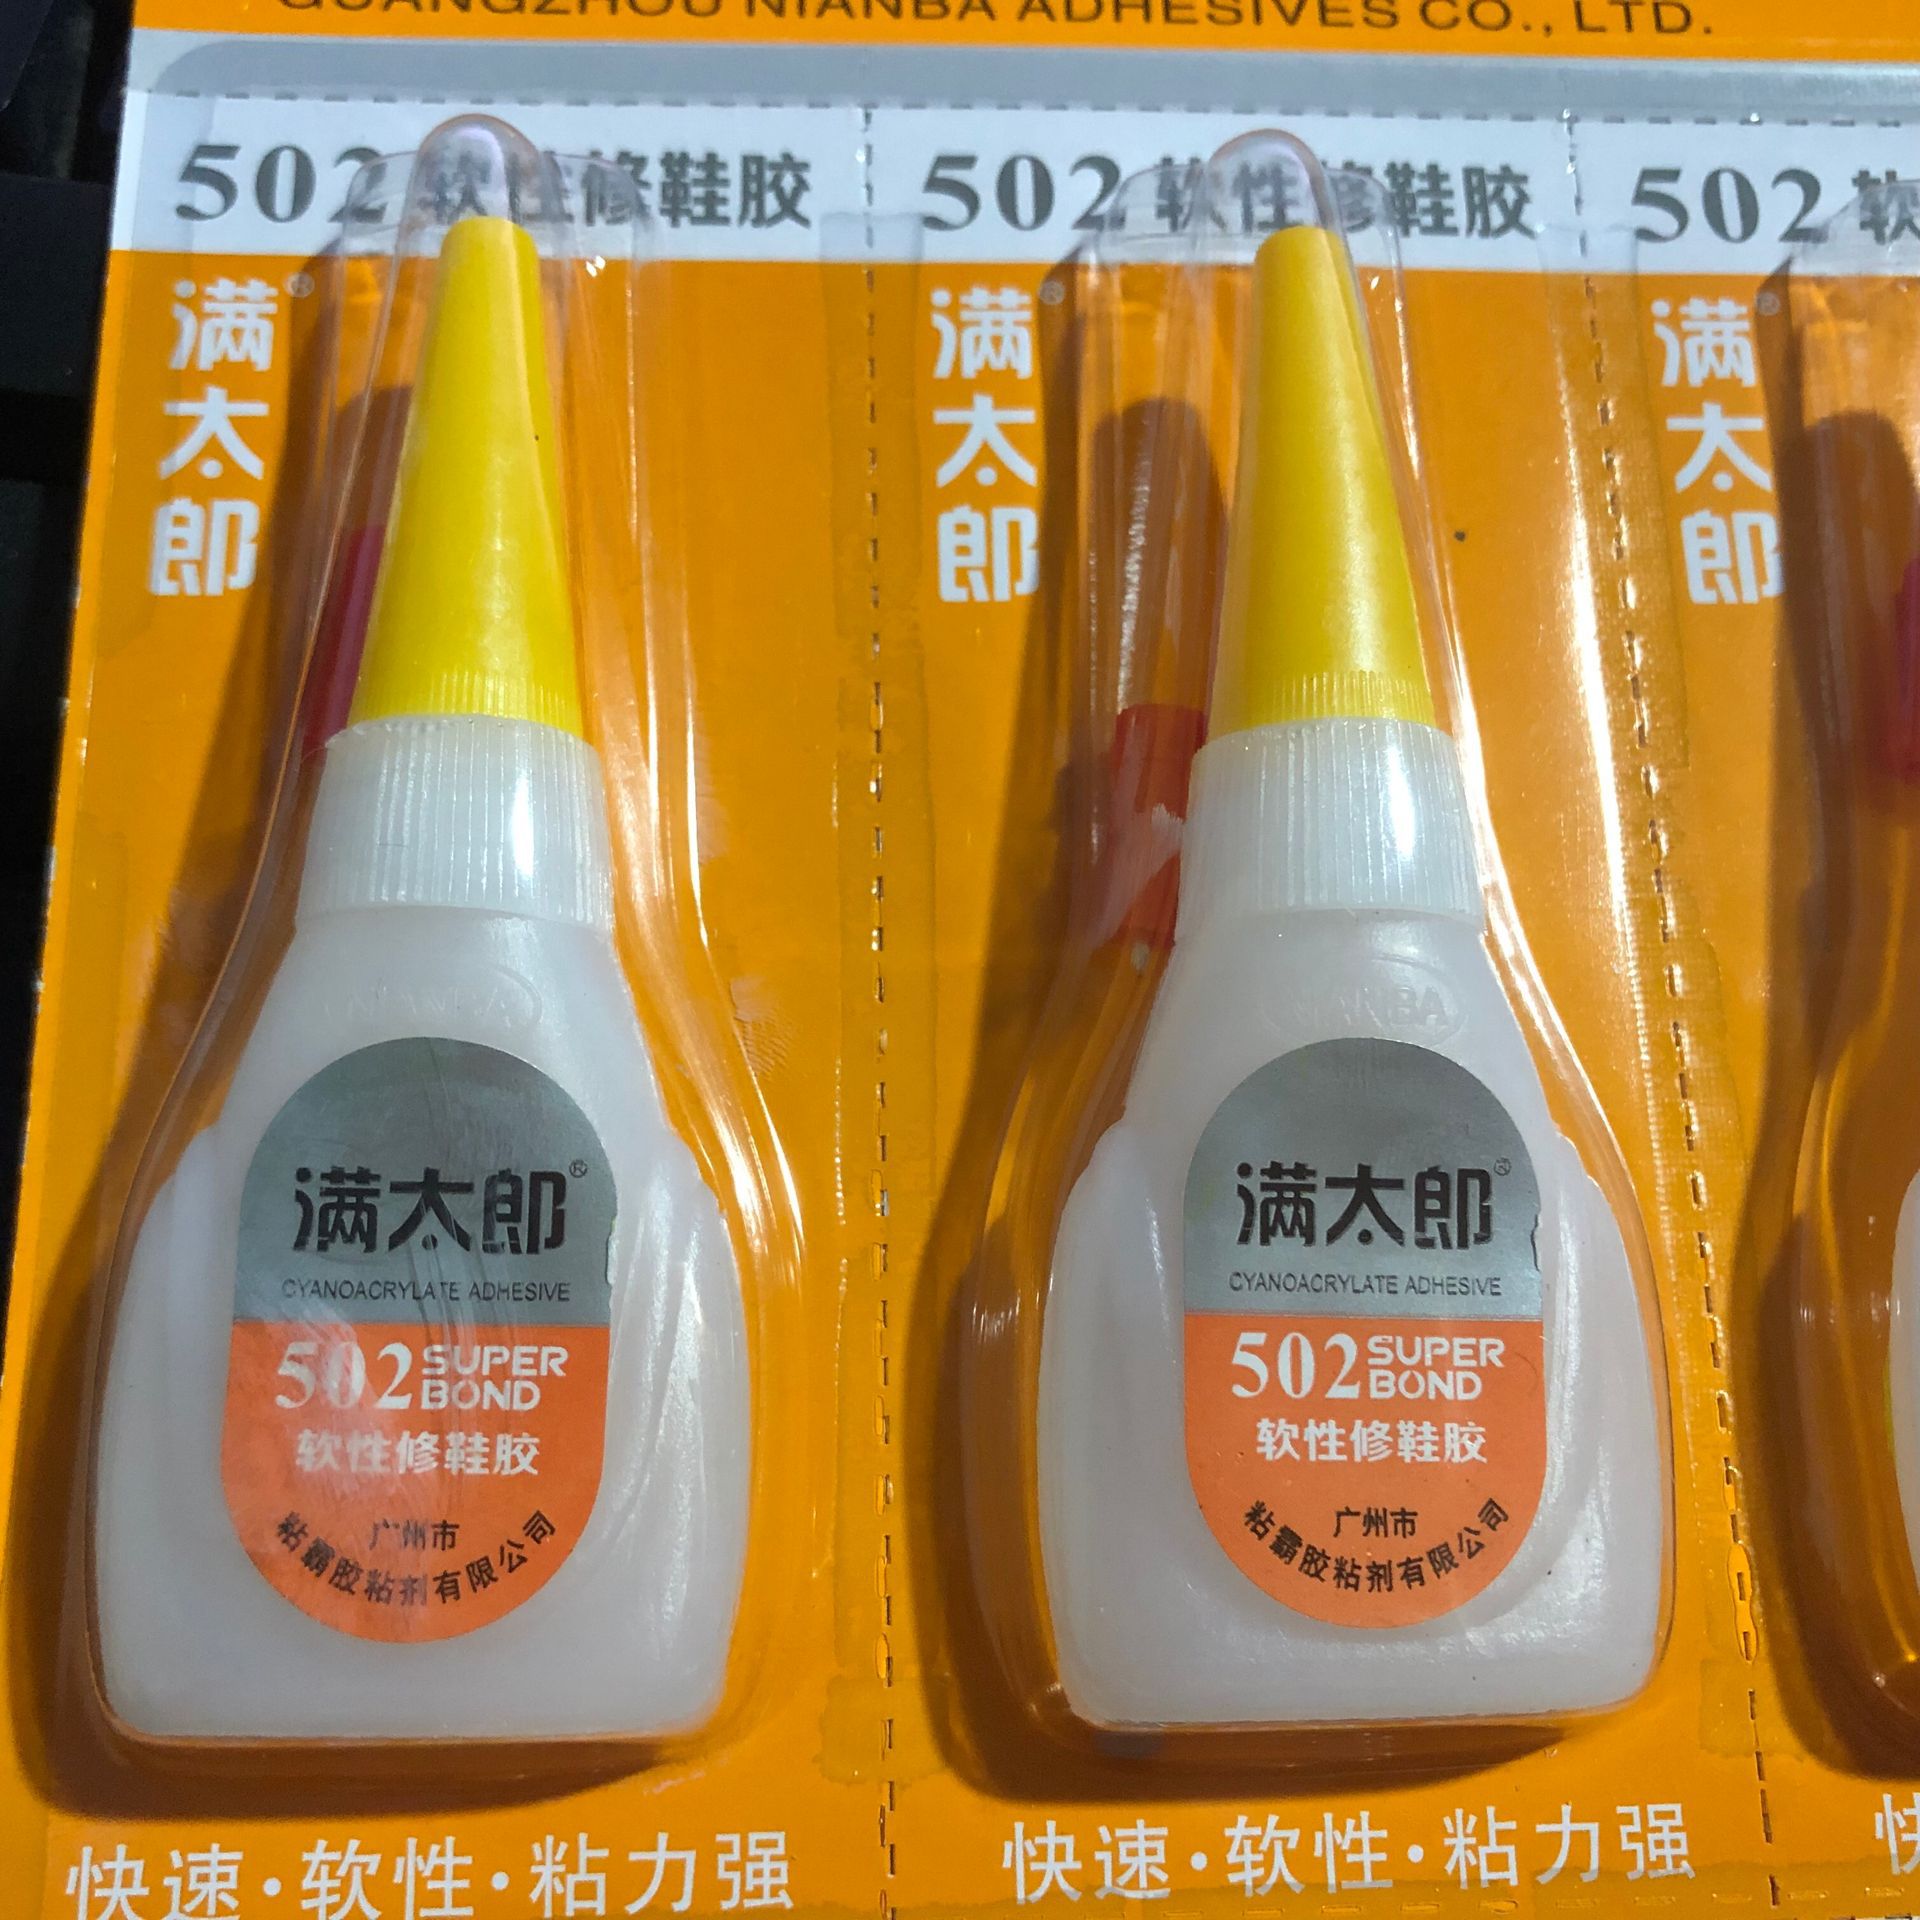 GUANGZHOU NIANBA ADHESIVES CO., LTD.
502 软性修鞋胶
502 软性修鞋胶
502 软
满太郎®
满太郎®
满太郎®
NIANBA
满太郎®
CYANOACRYLATE ADHESIVE
502 SUPER BOND
软性修鞋胶
广州市
粘霸胶粘剂有限公司
NIANBA
满太郎®
CYANOACRYLATE ADHESIVE
502 SUPER BOND
软性修鞋胶
广州市
粘霸胶粘剂有限公司
快速·软性·粘力强
快速·软性·粘力强
快